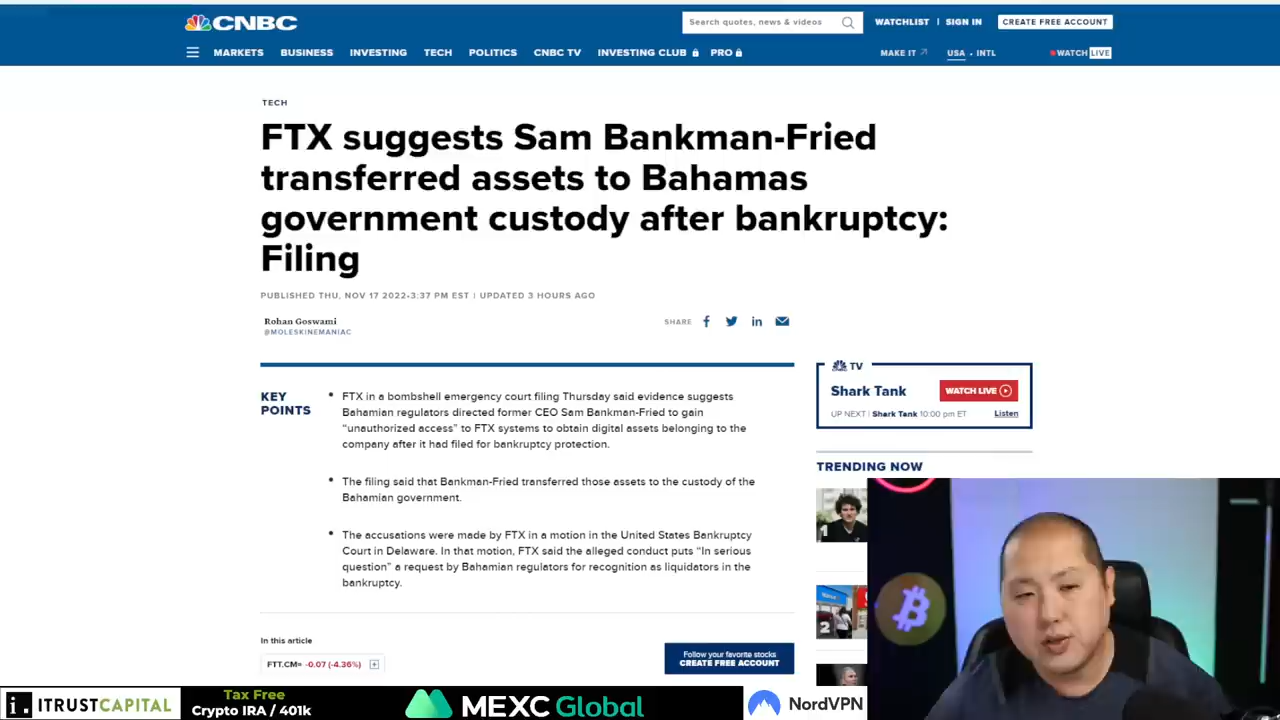 CNBC
Search quotes, news & videos
WATCHLIST
SIGN IN
CREATE FREE ACCOUNT
MARKETS
BUSINESS
INVESTING
TECH
POLITICS
CNBC TV
INVESTING CLUB
PRO
MAKE IT
USA • INTL
WATCH LIVE
TECH
FTX suggests Sam Bankman-Fried
transferred assets to Bahamas
government custody after bankruptcy:
Filing
PUBLISHED THU, NOV 17 2022•3:37 PM EST | UPDATED 3 HOURS AGO
Rohan Goswami
@MOLESKINEMANIAC
SHARE
KEY
POINTS
• FTX in a bombshell emergency court filing Thursday said evidence suggests
Bahamian regulators directed former CEO Sam Bankman-Fried to gain
“unauthorized access” to FTX systems to obtain digital assets belonging to the
company after it had filed for bankruptcy protection.
• The filing said that Bankman-Fried transferred those assets to the custody of the
Bahamian government.
• The accusations were made by FTX in a motion in the United States Bankruptcy
Court in Delaware. In that motion, FTX said the alleged conduct puts “In serious
question” a request by Bahamian regulators for recognition as liquidators in the
bankruptcy.
In this article
FTT.CM= -0.07 (-4.36%)
Follow your favorite stocks
CREATE FREE ACCOUNT
CNBC TV
Shark Tank
WATCH LIVE
UP NEXT | Shark Tank 10:00 pm ET
Listen
TRENDING NOW
1
2
i. ITRUSTCAPITAL
Tax Free
Crypto IRA / 401k
MEXC Global
NordVPN